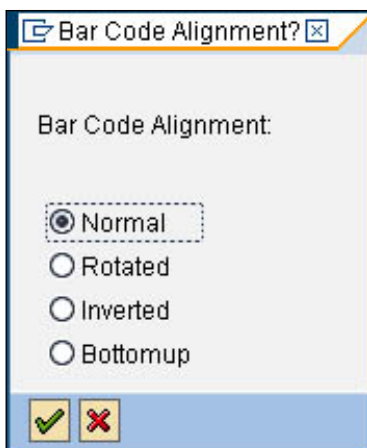 Bar Code Alignment?
Bar Code Alignment:
Normal
Rotated
Inverted
Bottomup